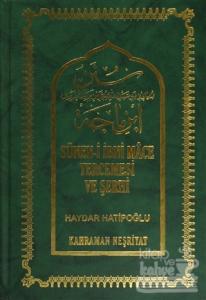 سنن
ابن ماجه
SÜNEN-İ İBNİ MÂCE
TERCEMESİ
VE ŞERHİ
HAYDAR HATİPOĞLU
KAHRAMAN NEŞRİYAT